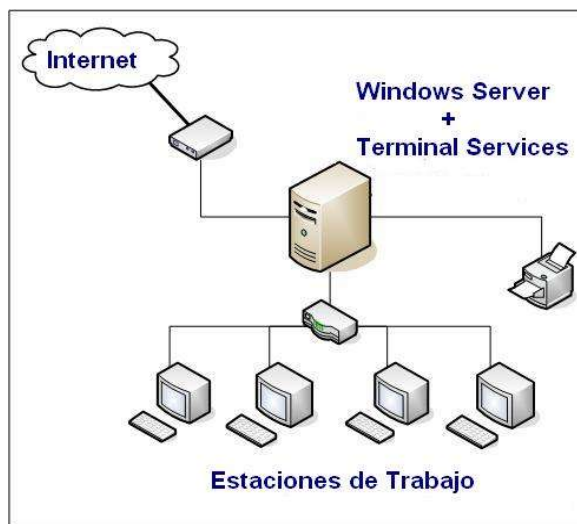 Internet
Windows Server
+
Terminal Services
Estaciones de Trabajo